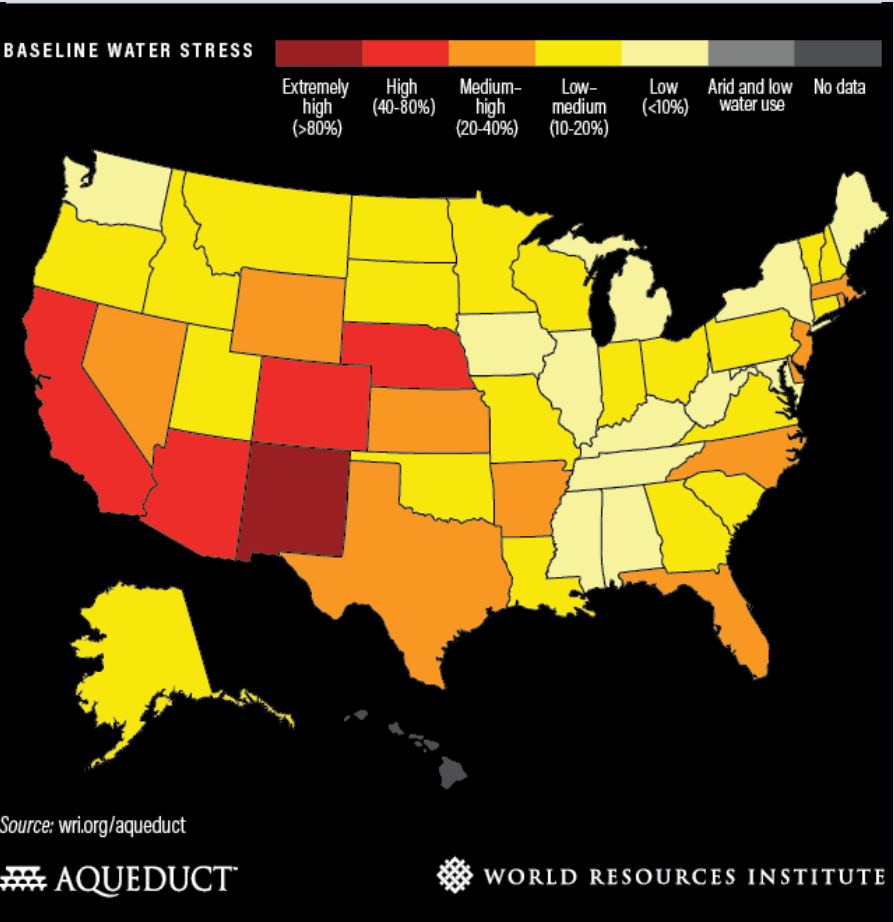 BASELINE WATER STRESS
Extremely
high
(>80%)
High
(40-80%)
Medium–
high
(20-40%)
Low–
medium
(10-20%)
Low
(<10%)
Arid and low
water use
No data
Source: wri.org/aqueduct
AQUEDUCT™
WORLD RESOURCES INSTITUTE